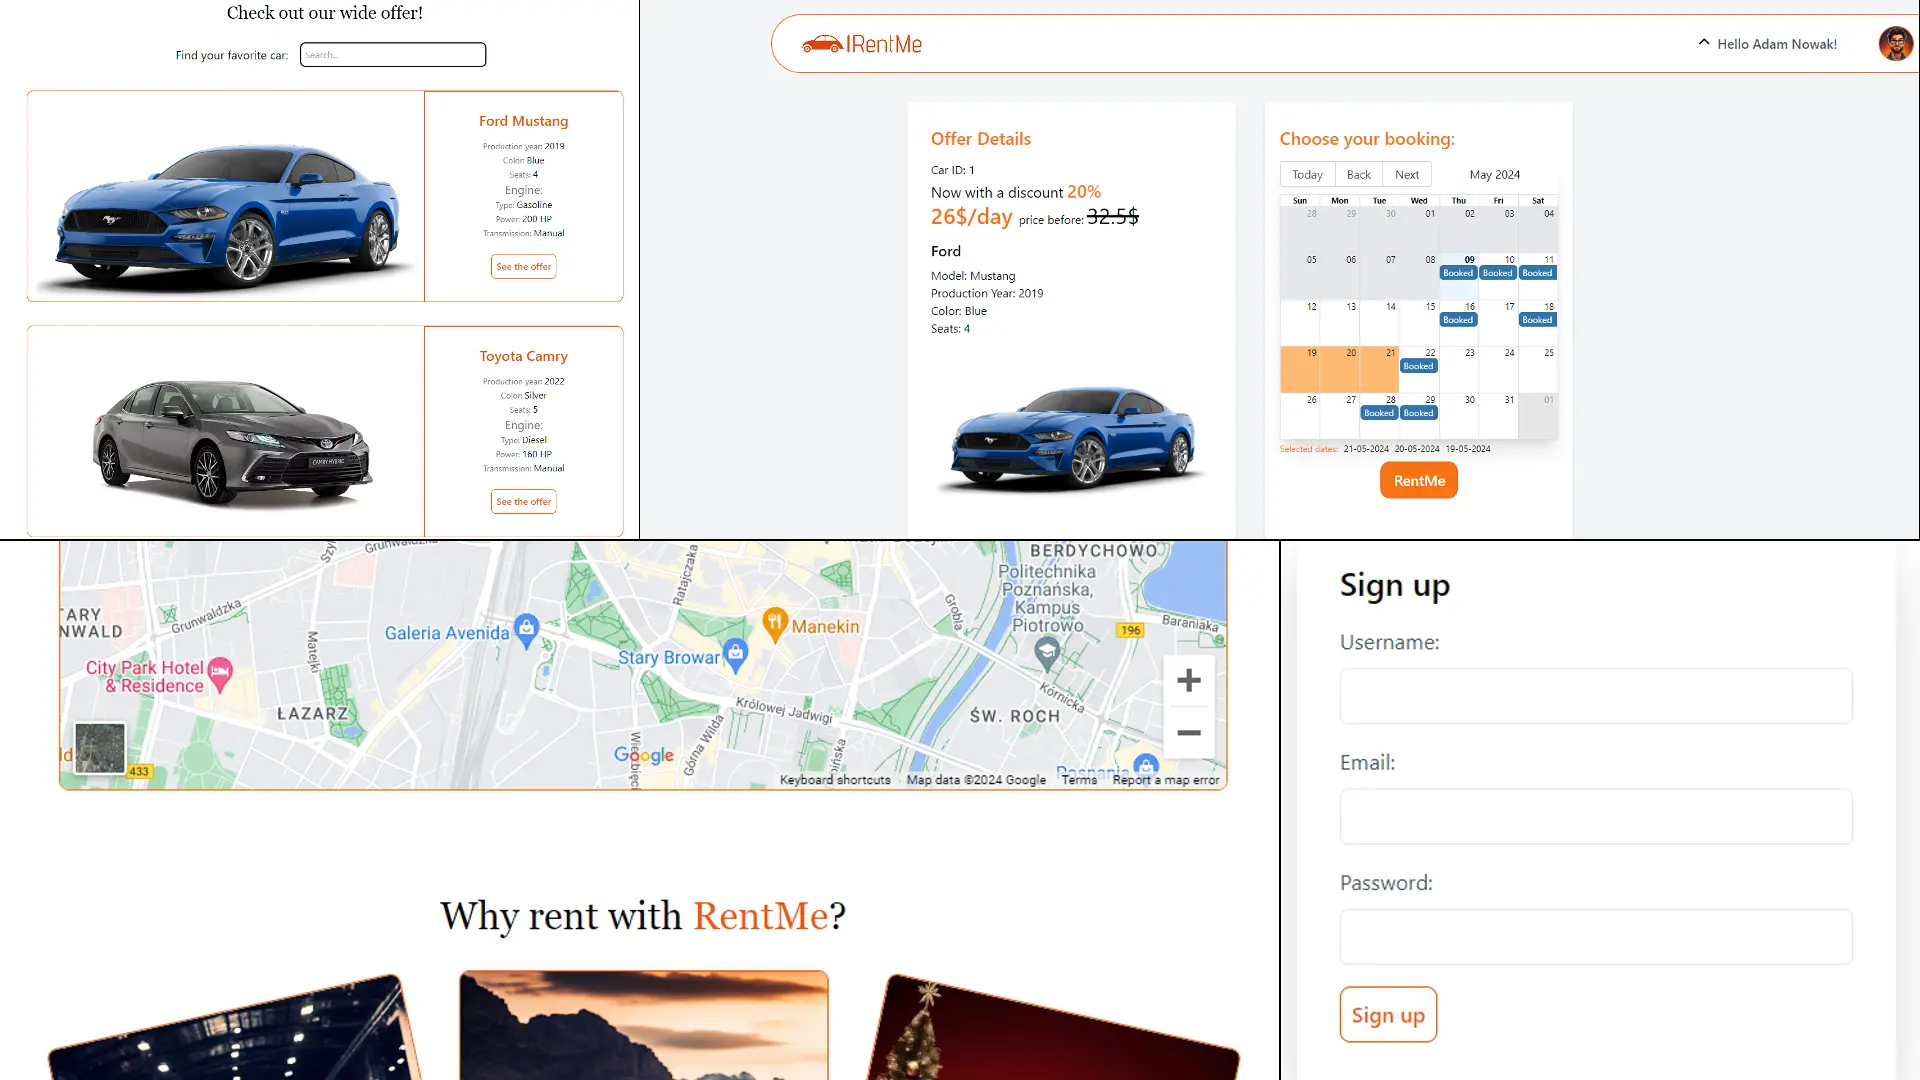 Check out our wide offer!
Find your favorite car:
Search...
Ford Mustang
Production year: 2019
Color: Blue
Seats: 4
Engine:
Type: Gasoline
Power: 200 HP
Transmission: Manual
See the offer
Toyota Camry
Production year: 2022
Color: Silver
Seats: 5
Engine:
Type: Diesel
Power: 160 HP
Transmission: Manual
See the offer
RentMe
Hello Adam Nowak!
Offer Details
Car ID: 1
Now with a discount 20%
26$/day price before: 32.5$
Ford
Model: Mustang
Production Year: 2019
Color: Blue
Seats: 4
Choose your booking:
Today Back Next May 2024
Sun Mon Tue Wed Thu Fri Sat
28 29 30 01 02 03 04
05 06 07 08 09 10 11
Booked Booked Booked
12 13 14 15 16 17 18
Booked Booked
19 20 21 22 23 24 25
Booked
26 27 28 29 30 31 01
Booked Booked
Selected dates: 21-05-2024 20-05-2024 19-05-2024
RentMe
Grunwaldzka
BERDYCHOWO
Politechnika
Poznańska,
Kampus
Piotrowo
Ratajczaka
Grobla
196
Baraniaka
TARY
NWALD
Grunwaldzka
Matejki
Galeria Avenida
Manekin
Stary Browar
City Park Hotel
& Residence
Kórnicka
ŁAZARZ
Królowej Jadwigi
ŚW. ROCH
Górna Wilda
Google
433
Posnania
Keyboard shortcuts
Map data ©2024 Google
Terms
Report a map error
Why rent with RentMe?
Sign up
Username:
Email:
Password:
Sign up